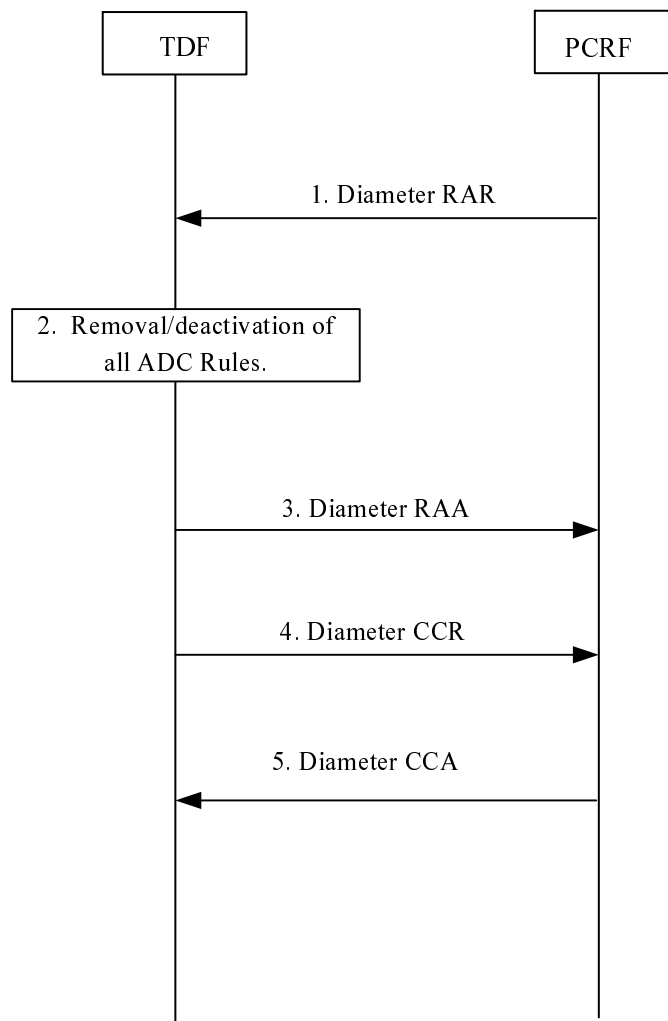 TDF
PCRF
1. Diameter RAR
2. Removal/deactivation of
all ADC Rules.
3. Diameter RAA
4. Diameter CCR
5. Diameter CCA